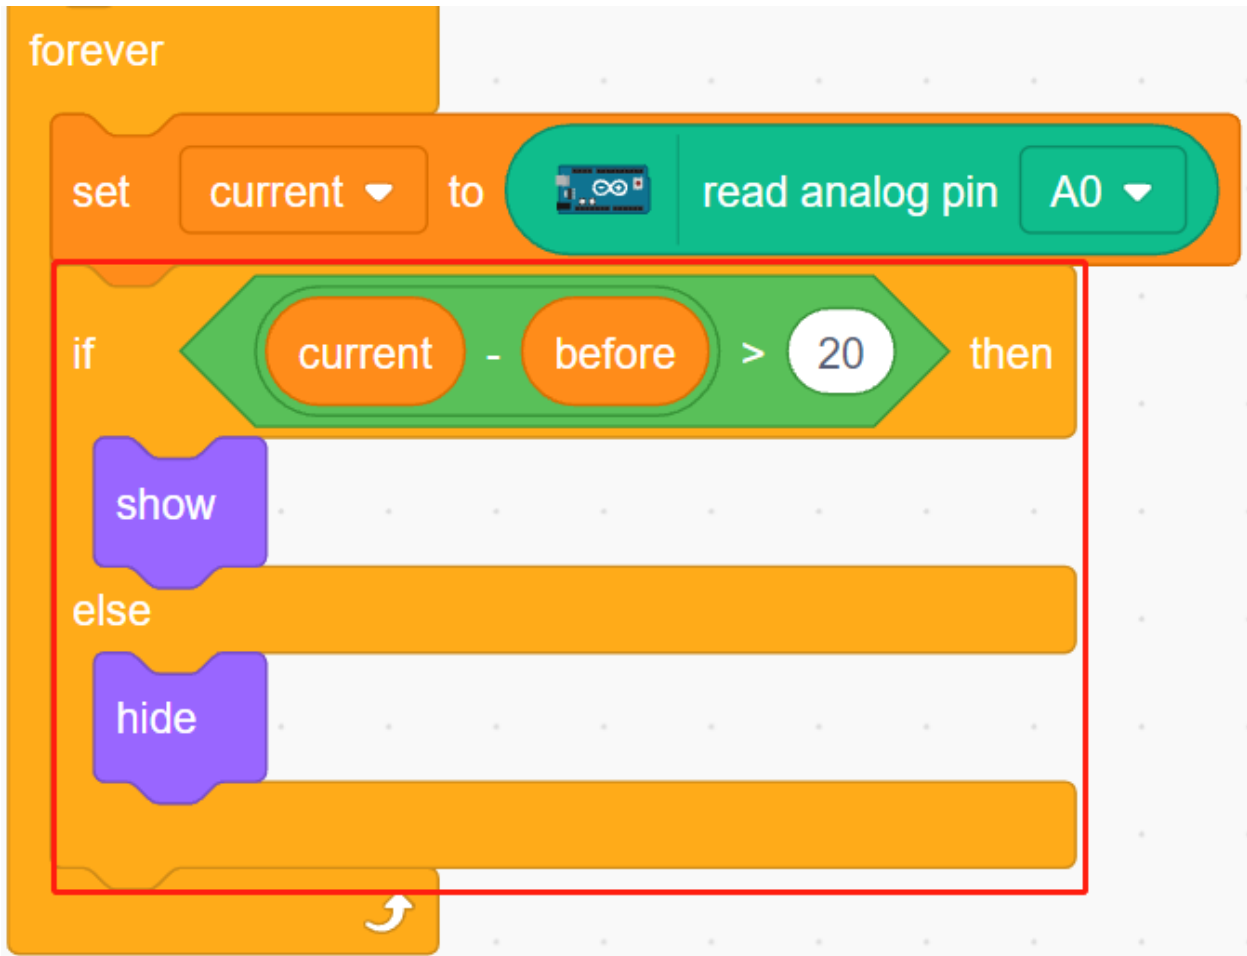 forever
set current to read analog pin A0
if current - before > 20 then
show
else
hide